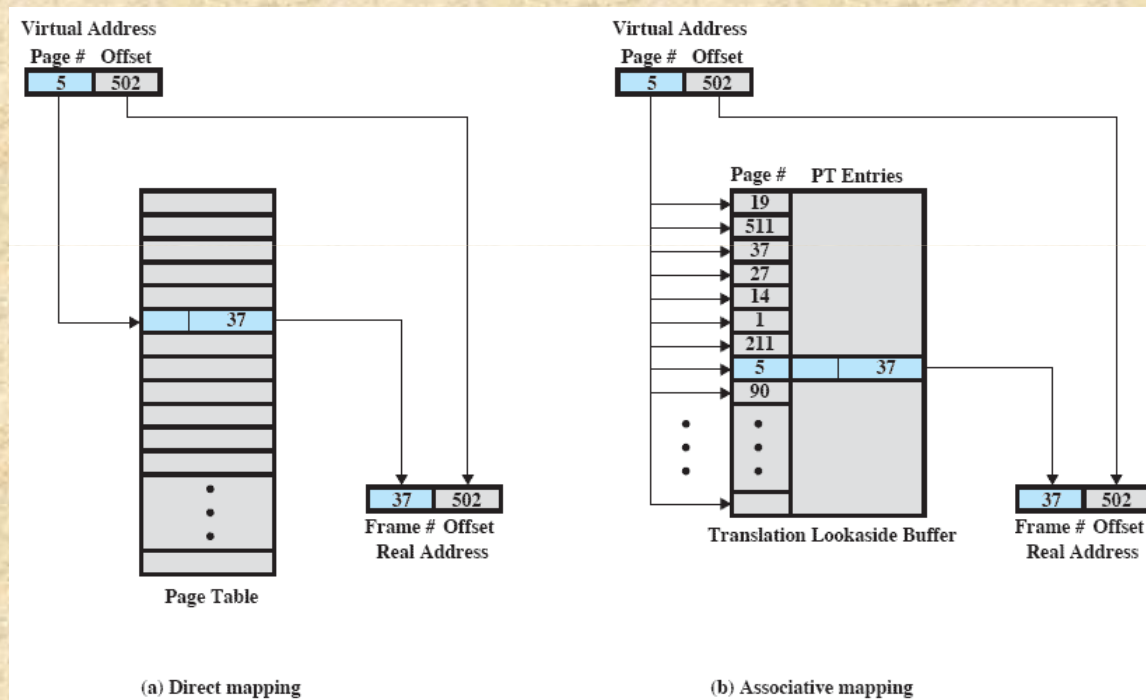 Virtual Address
Page # Offset
5 502
37
37 502
Frame # Offset
Real Address
Page Table
(a) Direct mapping
Virtual Address
Page # Offset
5 502
Page # PT Entries
19
511
37
27
14
1
211
5 37
90
37 502
Frame # Offset
Real Address
Translation Lookaside Buffer
(b) Associative mapping